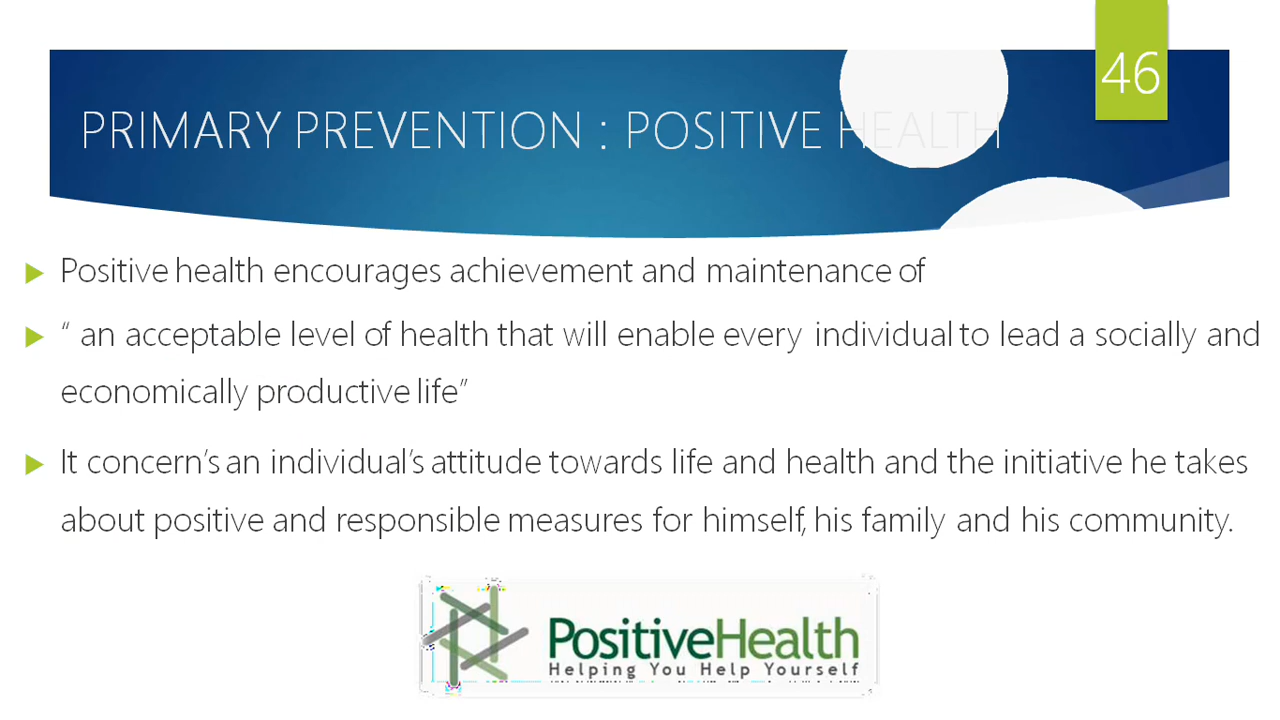 46
PRIMARY PREVENTION : POSITIVE HEALTH
Positive health encourages achievement and maintenance of
“ an acceptable level of health that will enable every individual to lead a socially and
economically productive life”
It concern’s an individual’s attitude towards life and health and the initiative he takes
about positive and responsible measures for himself, his family and his community.
PositiveHealth
Helping You Help Yourself